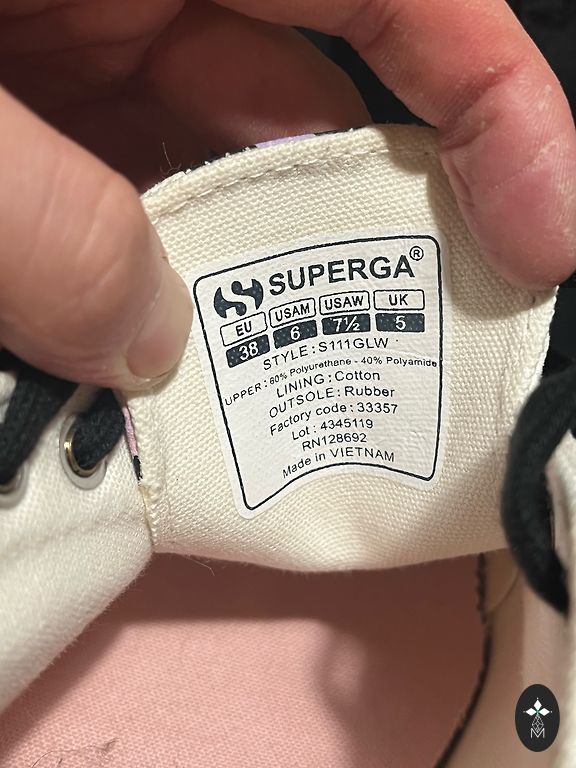 SUPERGA®
EU USAM USAW UK
38 6 7½ 5
STYLE : S111GLW
UPPER : 60% Polyurethane - 40% Polyamide
LINING : Cotton
OUTSOLE : Rubber
Factory code : 33357
Lot : 4345119
RN128692
Made in VIETNAM